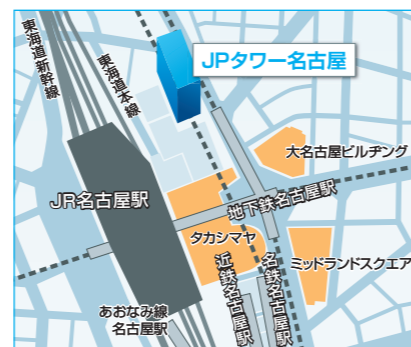 東海道新幹線
東海道本線
JPタワー名古屋
大名古屋ビルヂング
JR名古屋駅
地下鉄名古屋駅
タカシマヤ
ミッドランドスクエア
近鉄名古屋駅
名鉄名古屋駅
あおなみ線
名古屋駅